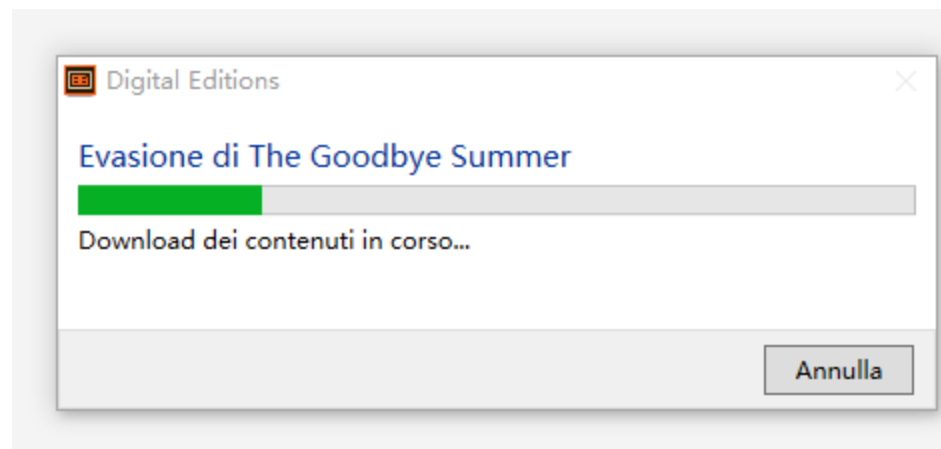 Digital Editions
Evasione di The Goodbye Summer
Download dei contenuti in corso...
Annulla